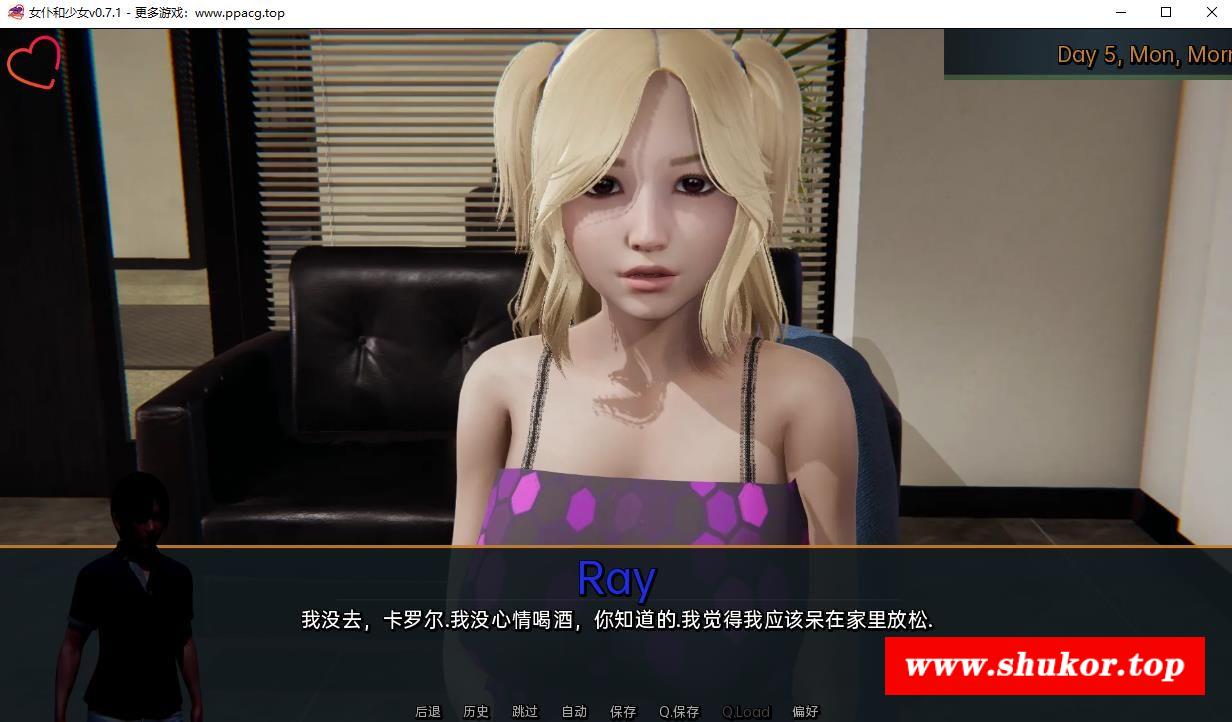 女仆和少女v0.7.1 - 更多游戏：www.ppacg.top
Day 5, Mon, Morn
Ray
我没去，卡罗尔.我没心情喝酒，你知道的.我觉得我应该呆在家里放松.
www.shukor.top
后退 历史 跳过 自动 保存 Q.保存 Q.Load 偏好